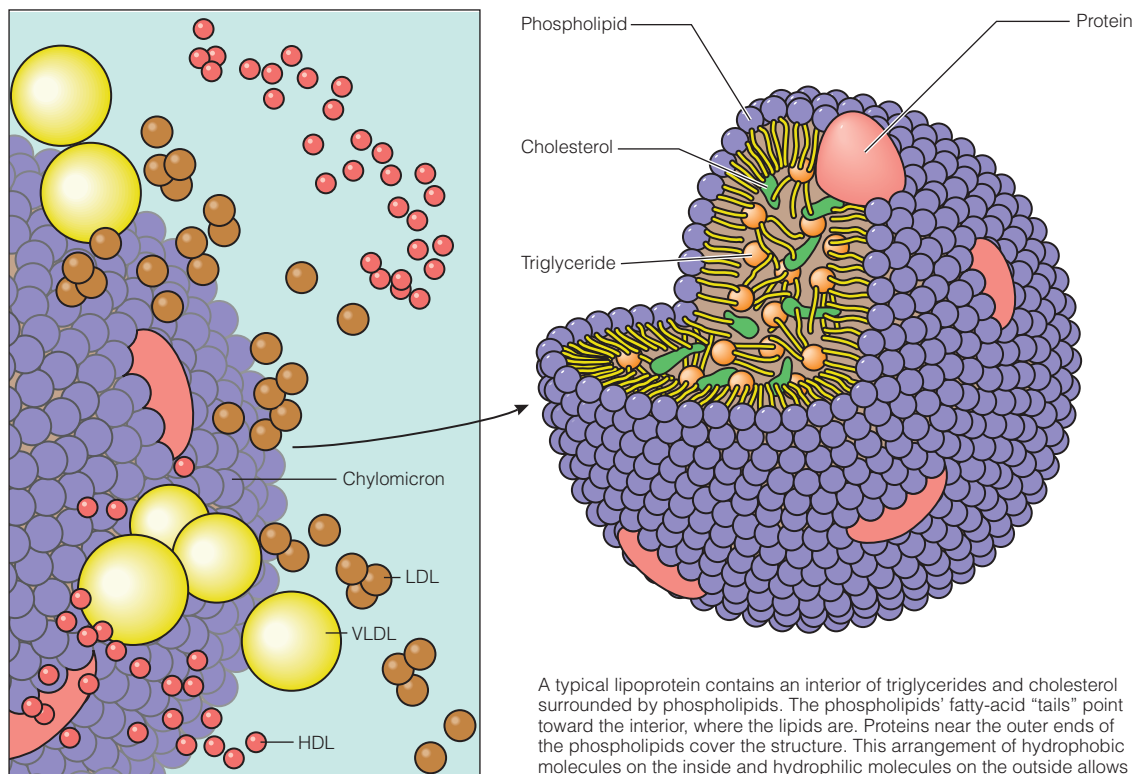 Phospholipid
Protein
Cholesterol
Triglyceride
Chylomicron
LDL
VLDL
HDL
A typical lipoprotein contains an interior of triglycerides and cholesterol
surrounded by phospholipids. The phospholipids’ fatty-acid “tails” point
toward the interior, where the lipids are. Proteins near the outer ends of
the phospholipids cover the structure. This arrangement of hydrophobic
molecules on the inside and hydrophilic molecules on the outside allows